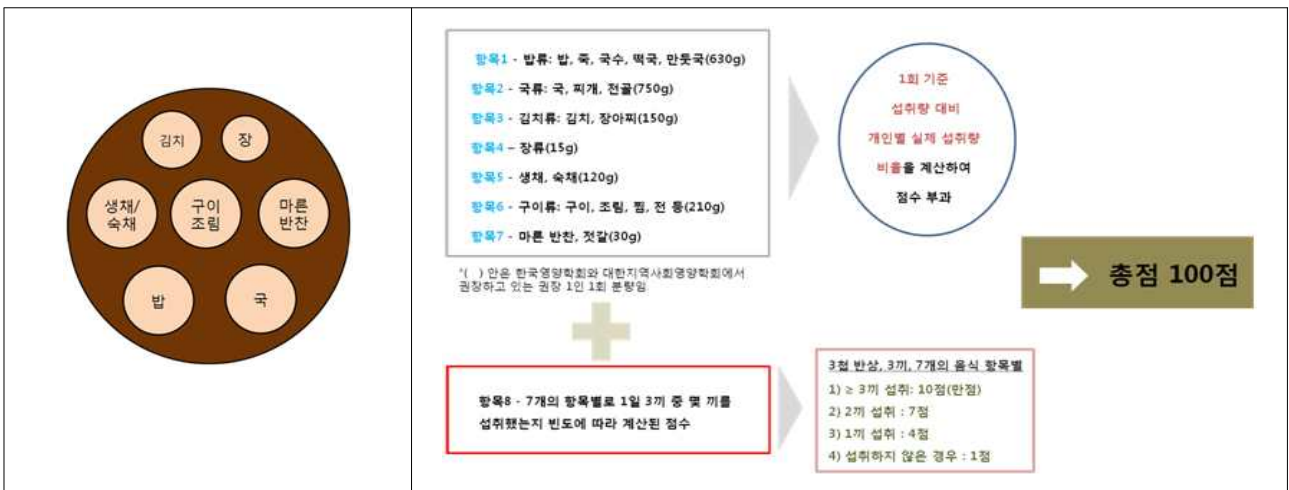 김치
장
생채/
숙채
구이
조림
마른
반찬
밥
국
항목1 - 밥류: 밥, 죽, 국수, 떡국, 만둣국(630g)
항목2 - 국류: 국, 찌개, 전골(750g)
항목3 - 김치류: 김치, 장아찌(150g)
항목4 – 장류(15g)
항목5 - 생채, 숙채(120g)
항목6 - 구이류: 구이, 조림, 찜, 전 등(210g)
항목7 - 마른 반찬, 젓갈(30g)
*( ) 안은 한국영양학회와 대한지역사회영양학회에서
권장하고 있는 권장 1인 1회 분량임
1회 기준
섭취량 대비
개인별 실제 섭취량
비율을 계산하여
점수 부과
총점 100점
항목8 - 7개의 항목별로 1일 3끼 중 몇 끼를
섭취했는지 빈도에 따라 계산된 점수
3첩 반상, 3끼, 7개의 음식 항목별
1) ≥ 3끼 섭취: 10점(만점)
2) 2끼 섭취 : 7점
3) 1끼 섭취 : 4점
4) 섭취하지 않은 경우 : 1점